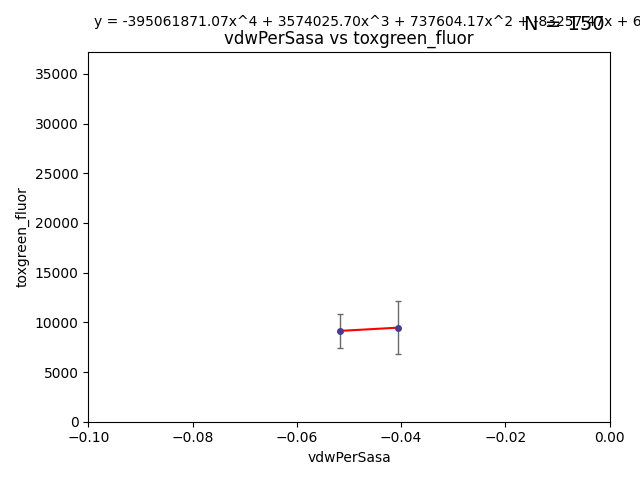 y = -395061871.07x^4 + 3574025.70x^3 + 737604.17x^2 +
N = 150
vdwPerSasa vs toxgreen_fluor
35000
30000
25000
20000
15000
10000
5000
0
toxgreen_fluor
−0.10 −0.08 −0.06 −0.04 −0.02 0.00
vdwPerSasa